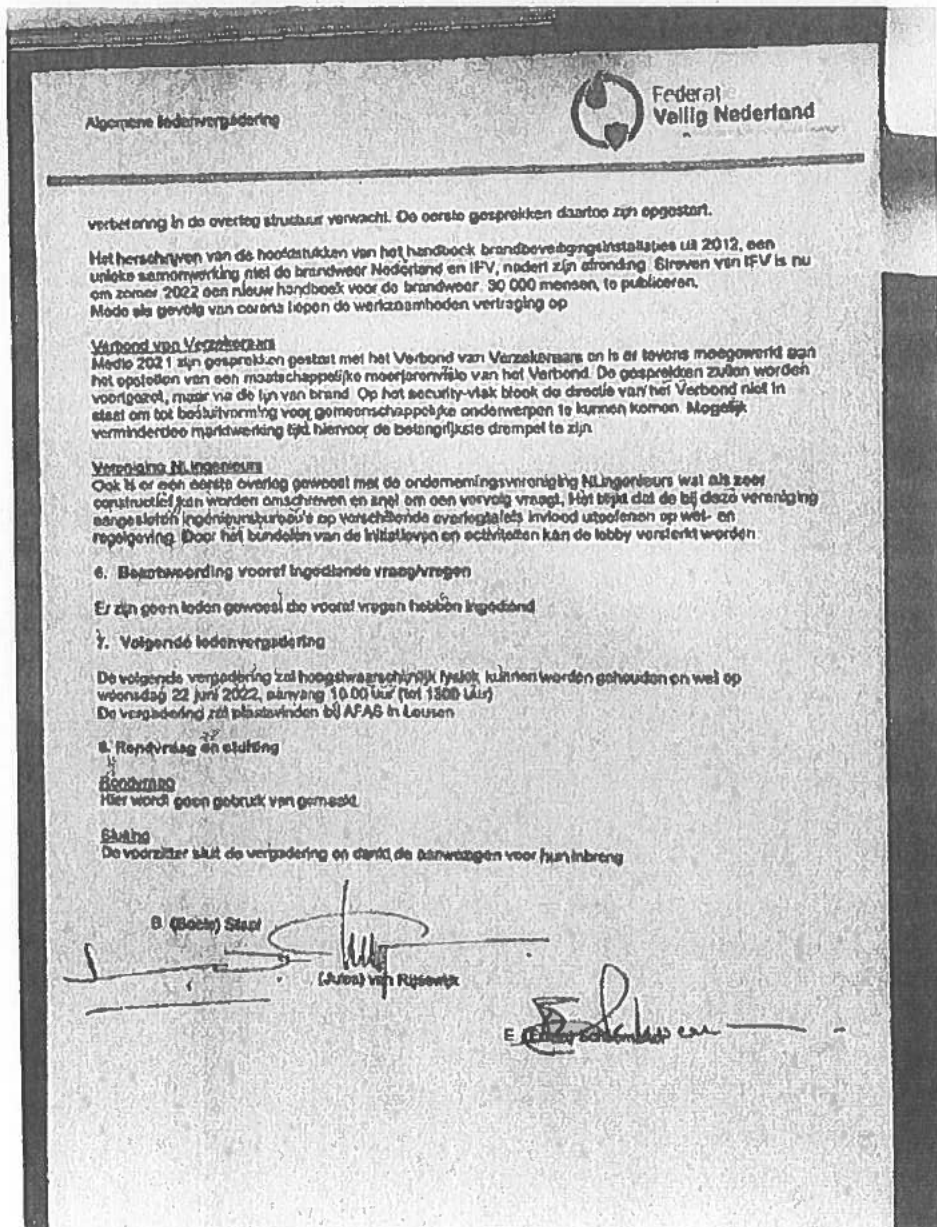 Algemene ledenvergadering
Federatie
Veilig Nederland
verbetering in de overleg structuur verwacht. De eerste gesprekken daartoe zijn opgestart.
Het herschrijven van de hoofdstukken van het handboek brandbeveiligingsinstallaties uit 2012, een
unieke samenwerking met de brandweer Nederland en IFV, nadert zijn afronding. Streven van IFV is nu
om zomer 2022 een nieuw handboek voor de brandweer, 30 000 mensen, te publiceren.
Mede als gevolg van corona liepen de werkzaamheden vertraging op
Verbond van Verzekeraars
Medio 2021 zijn gesprekken gestart met het Verbond van Verzekeraars en is er tevens meegewerkt aan
het opstellen van een maatschappelijke meerjarenvisie van het Verbond. De gesprekken zullen worden
voortgezet, maar via de lijn van brand. Op het security-vlak bleek de directie van het Verbond niet in
staat om tot besluitvorming voor gemeenschappelijke onderwerpen te kunnen komen. Mogelijk
verminderdee marktwerking lijkt hiervoor de belangrijkste drempel te zijn
Vereniging NLingenieurs
Ook is er een eerste overleg geweest met de ondernemingsvereniging NLingenieurs wat als zeer
constructief kan worden omschreven en snel om een vervolg vraagt. Het blijkt dat de bij deze vereniging
aangesloten ingenieursbureau's op verschillende overlegtafels invloed uitoefenen op wet- en
regelgeving. Door het bundelen van de initiatieven en activiteiten kan de lobby versterkt worden.
6. Beantwoording vooraf ingediende vraag/vragen
Er zijn geen leden geweest die vooraf vragen hebben ingediend
7. Volgende ledenvergadering
De volgende vergadering zal hoogstwaarschijnlijk fysiek kunnen worden gehouden en wel op
woensdag 22 juni 2022, aanvang 10.00 uur (tot 1300 uur)
De vergadering zal plaatsvinden bij AFAS in Leusen
8. Rondvraag en sluiting
Rondvraag
Hier wordt geen gebruik van gemaakt.
Sluiting
De voorzitter sluit de vergadering en dankt de aanwezigen voor hun inbreng
B. Staal
van Rijsewijk
E